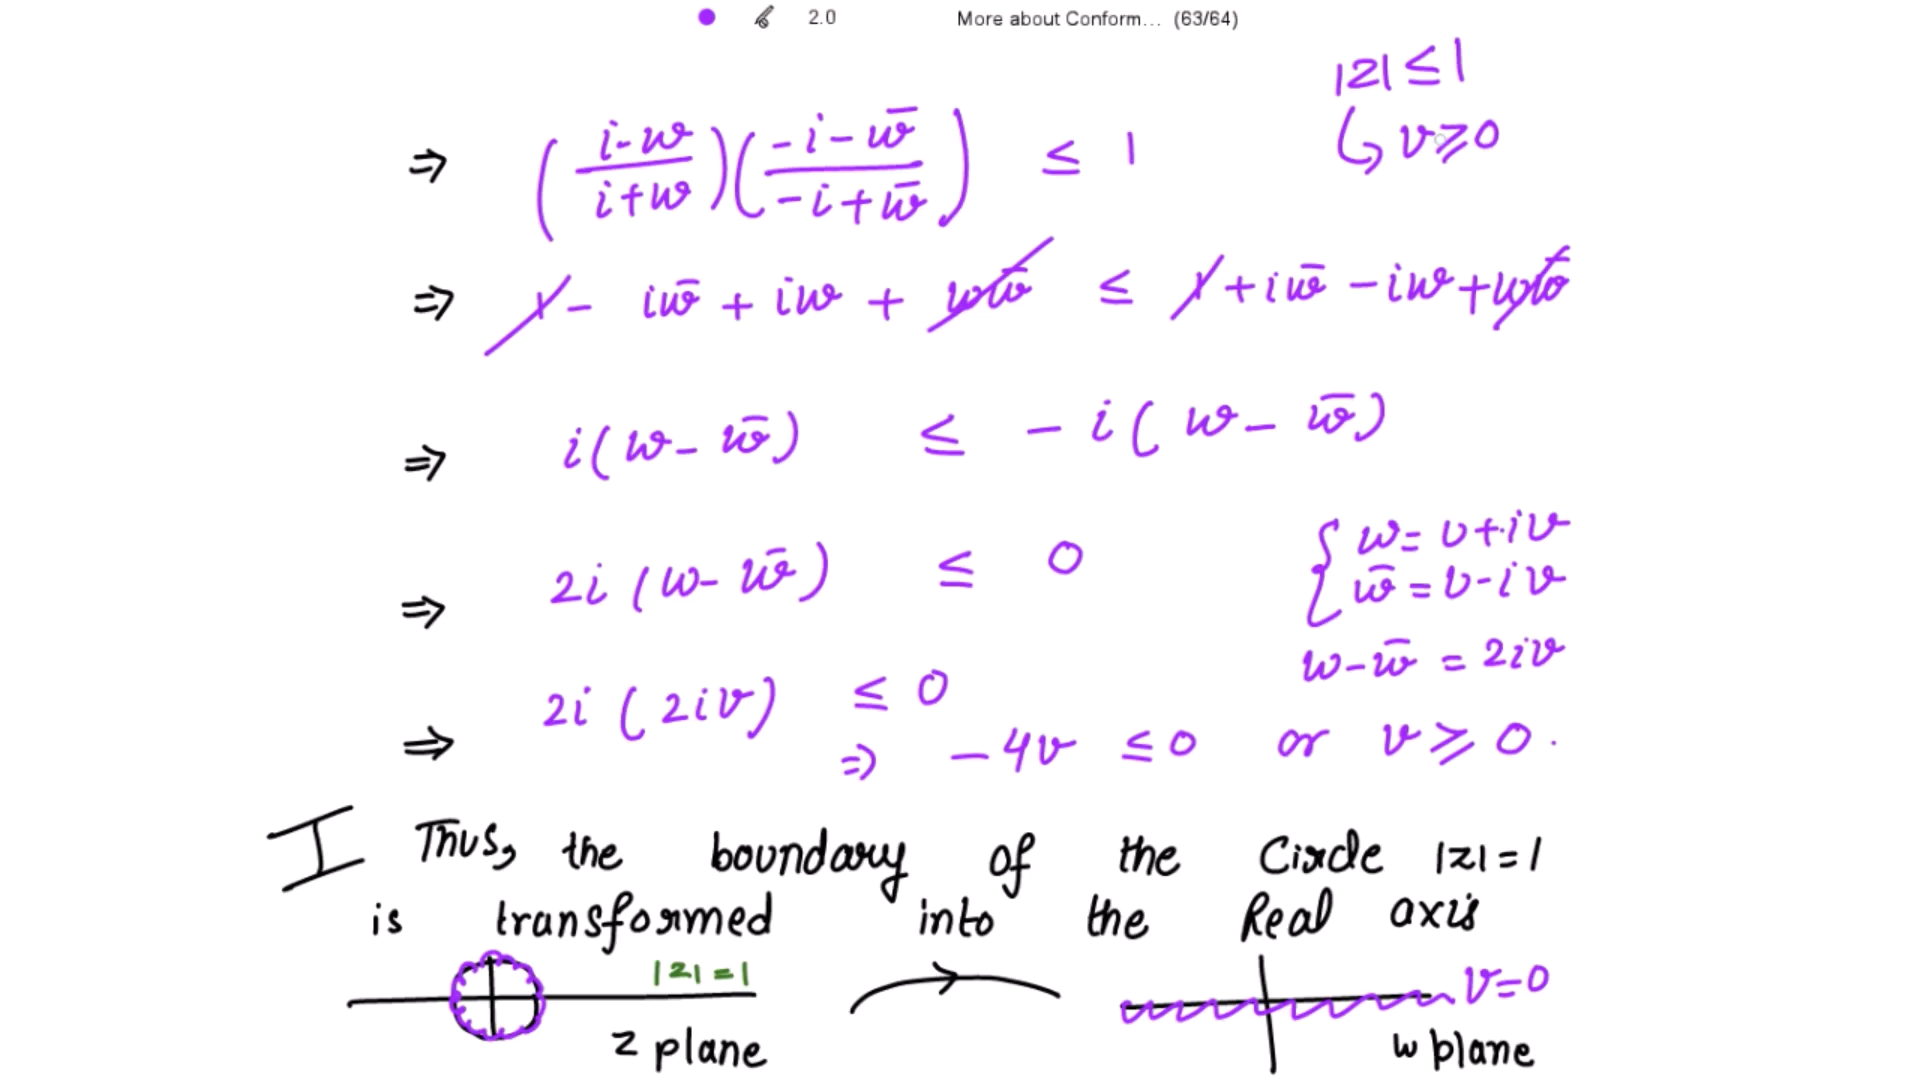 2.0 More about Conform... (63/64)
|z| ≤ 1
↳ v ≥ 0
⇒ ((i-w)/(i+w)) ((-i-w̄)/(-i+w̄)) ≤ 1
⇒ 1 - iw̄ + iw + ww̄ ≤ 1 + iw̄ - iw + ww̄
⇒ i(w - w̄) ≤ -i(w - w̄)
⇒ 2i(w - w̄) ≤ 0
{ w = u+iv
w̄ = u-iv
w - w̄ = 2iv
⇒ 2i(2iv) ≤ 0
⇒ -4v ≤ 0 or v ≥ 0.
I Thus, the boundary of the Circle |z| = 1
is transformed into the Real axis
|z| = 1
v = 0
z plane
w plane